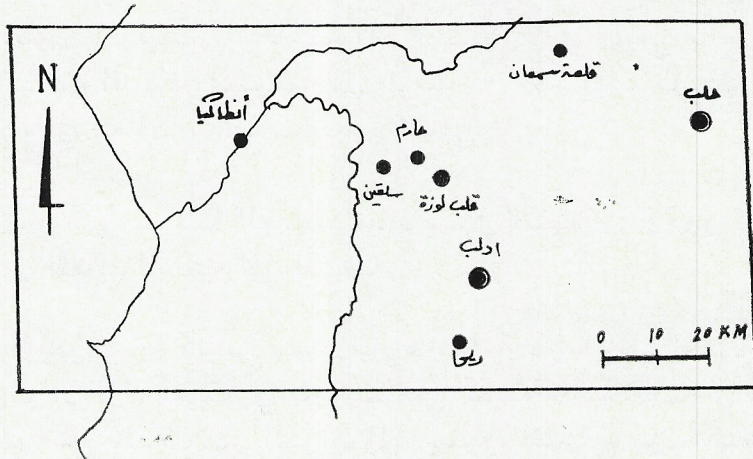 N
قلعة سمعان
حلب
أنطاكيا
حارم
سلقين
قلب لوزة
ادلب
ريحا
0 10 20 KM